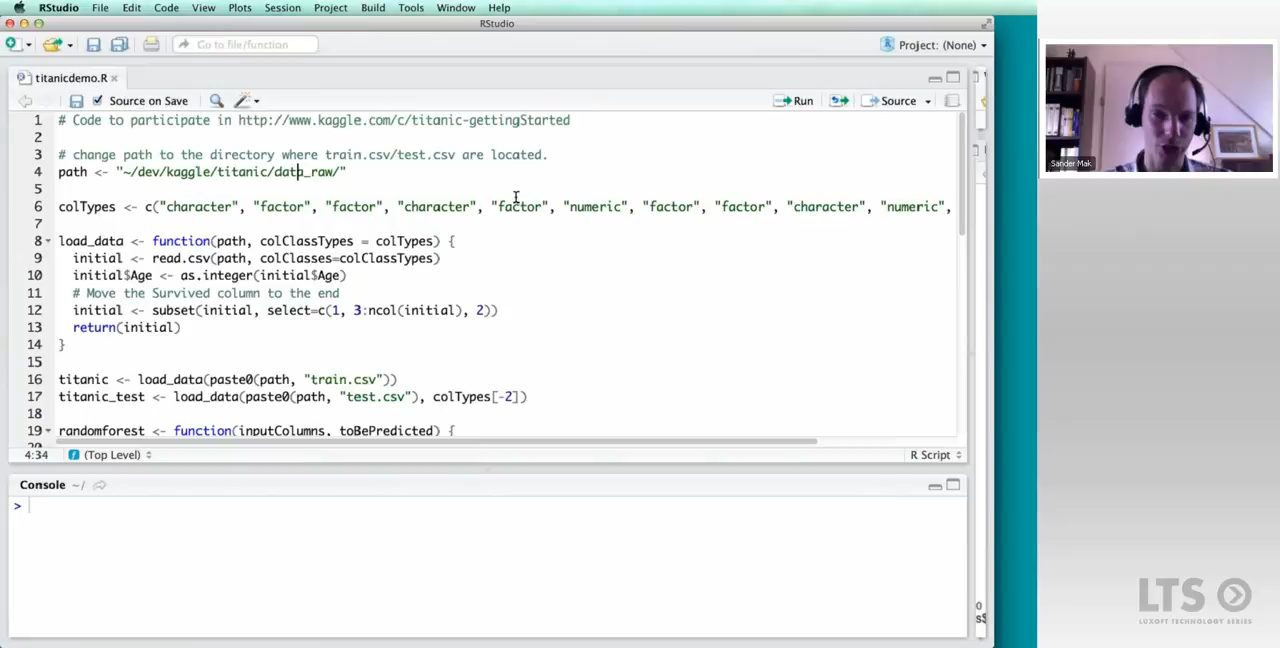 RStudio File Edit Code View Plots Session Project Build Tools Window Help
RStudio
Go to file/function
Project: (None)
titanicdemo.R
Source on Save
Run
Source
1 # Code to participate in http://www.kaggle.com/c/titanic-gettingStarted
2
3 # change path to the directory where train.csv/test.csv are located.
4 path <- "~/dev/kaggle/titanic/data_raw/"
5
6 colTypes <- c("character", "factor", "factor", "character", "factor", "numeric", "factor", "factor", "character", "numeric",
7
8 load_data <- function(path, colClassTypes = colTypes) {
9 initial <- read.csv(path, colClasses=colClassTypes)
10 initial$Age <- as.integer(initial$Age)
11 # Move the Survived column to the end
12 initial <- subset(initial, select=c(1, 3:ncol(initial), 2))
13 return(initial)
14 }
15
16 titanic <- load_data(paste0(path, "train.csv"))
17 titanic_test <- load_data(paste0(path, "test.csv"), colTypes[-2])
18
19 randomforest <- function(inputColumns, toBePredicted) {
20
4:34 (Top Level) R Script
Console ~/
>
Sander Mak
LTS
LUXOFT TECHNOLOGY SERIES